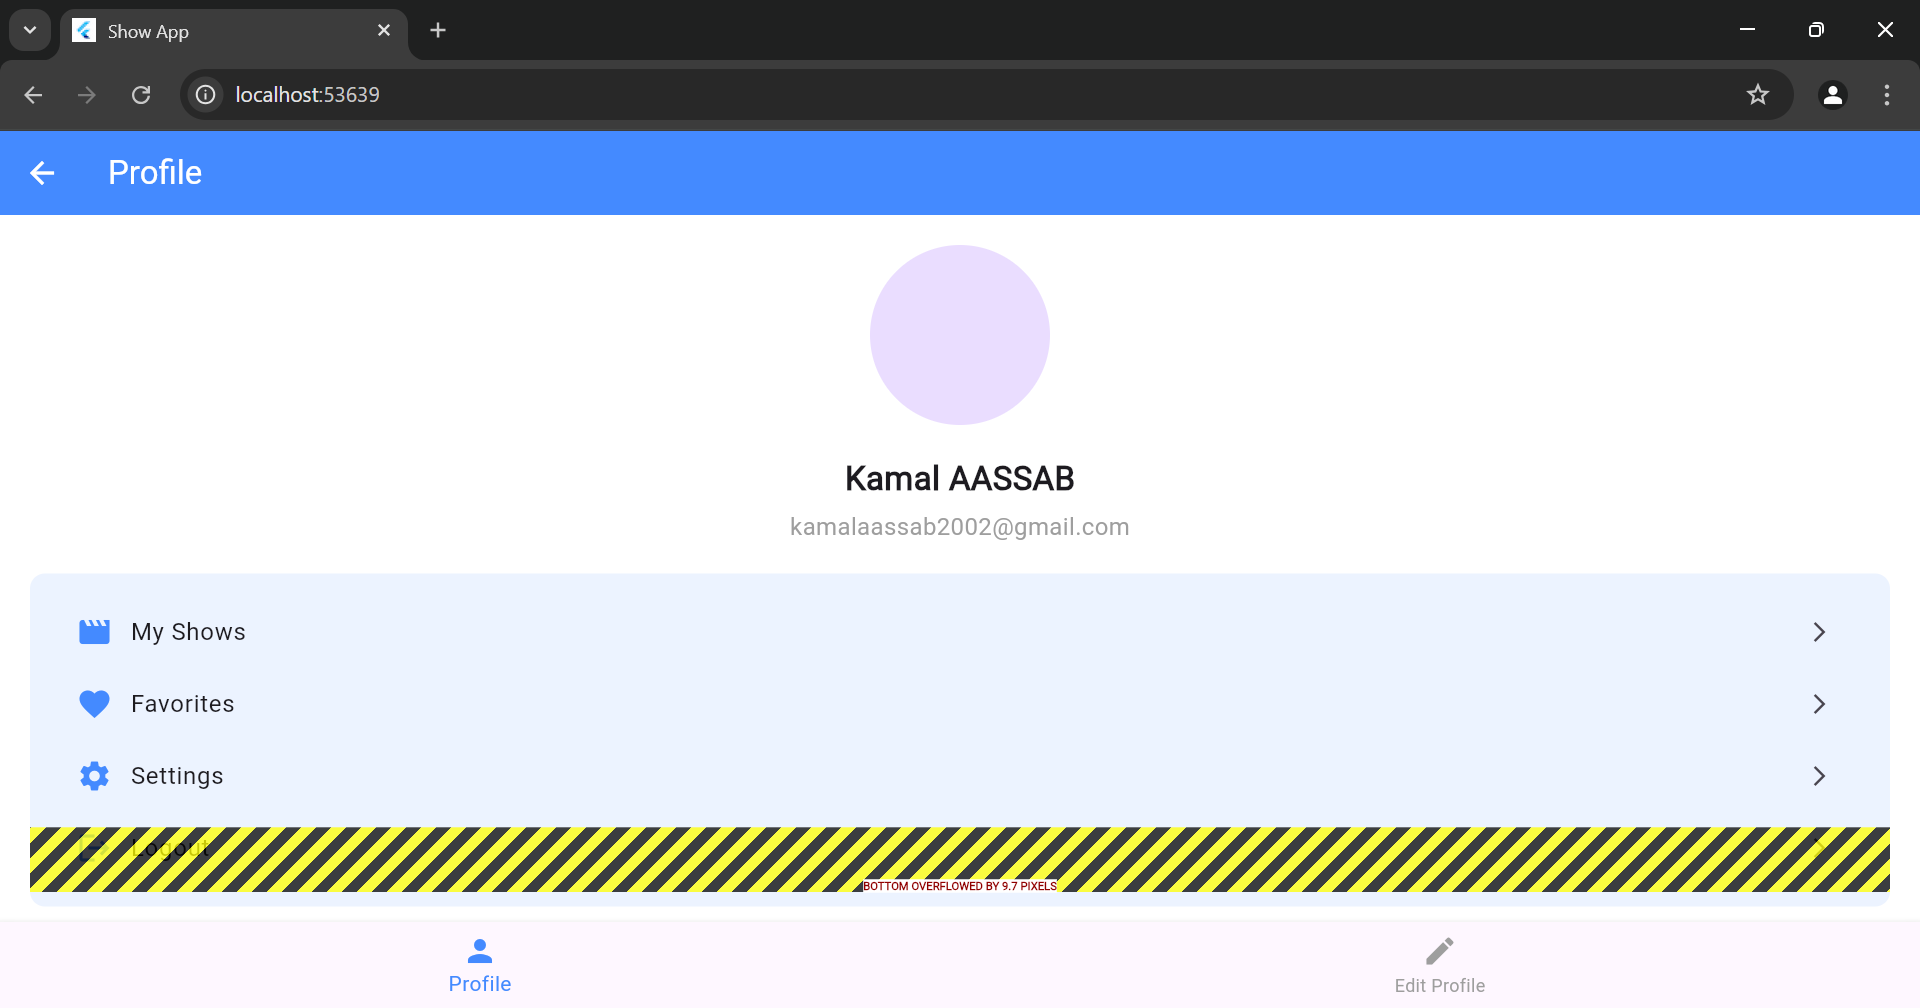 Show App
localhost:53639
Profile
Kamal AASSAB
kamalaassab2002@gmail.com
My Shows
Favorites
Settings
Logout
BOTTOM OVERFLOWED BY 9.7 PIXELS
Profile
Edit Profile